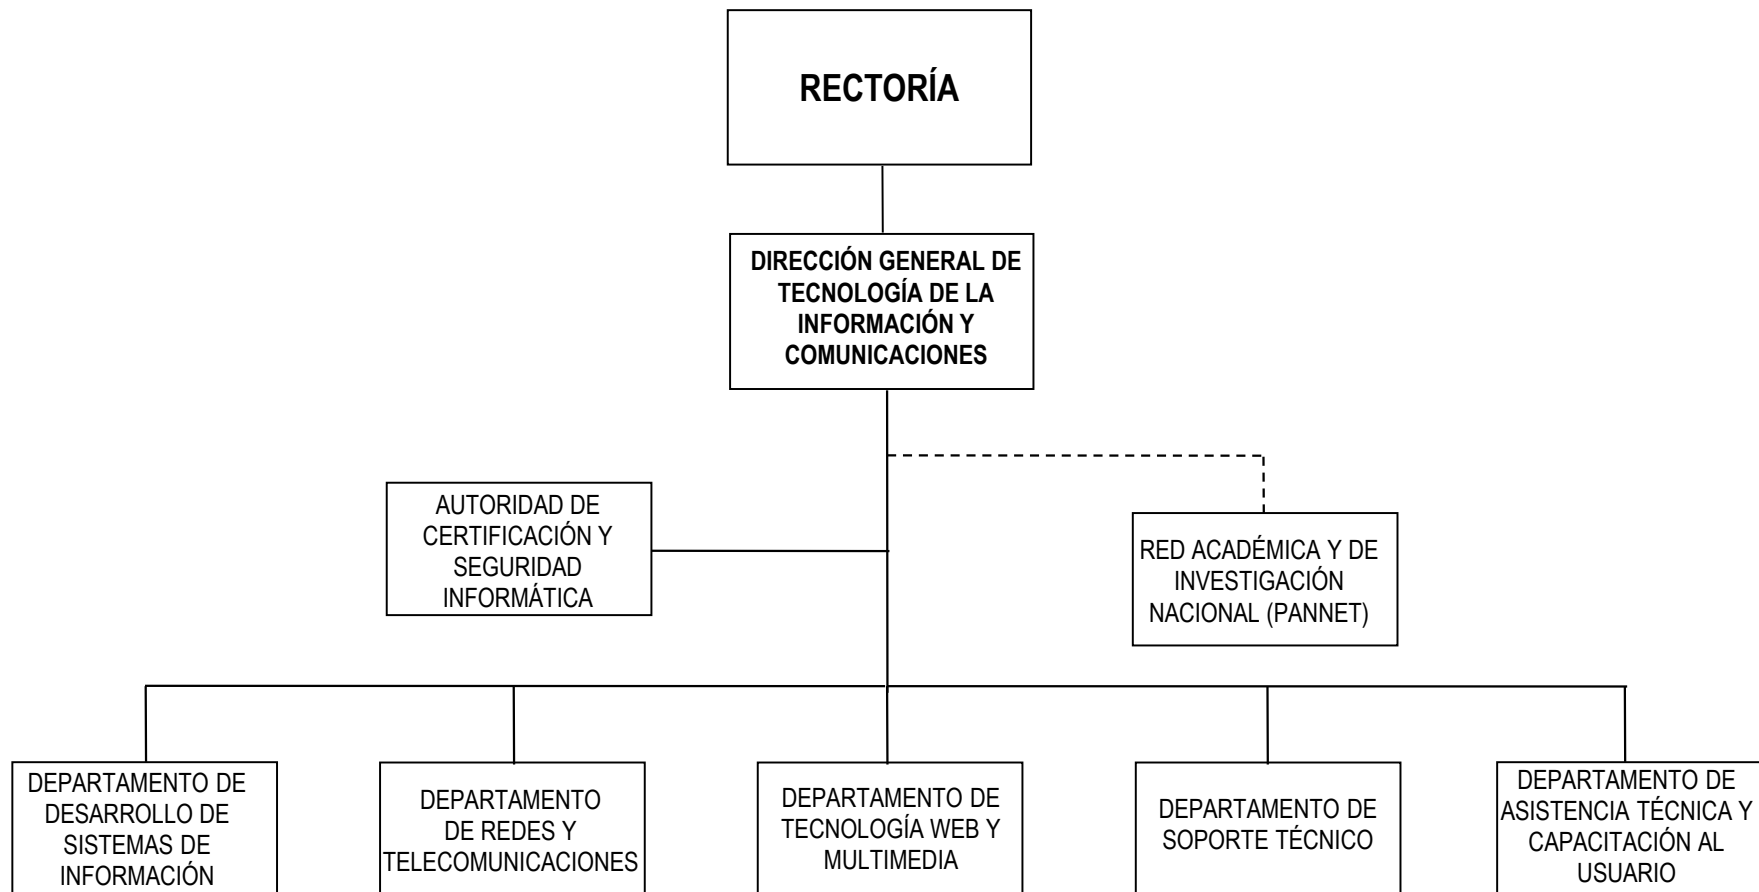 RECTORÍA
DIRECCIÓN GENERAL DE
TECNOLOGÍA DE LA
INFORMACIÓN Y
COMUNICACIONES
AUTORIDAD DE
CERTIFICACIÓN Y
SEGURIDAD
INFORMÁTICA
RED ACADÉMICA Y DE
INVESTIGACIÓN
NACIONAL (PANNET)
DEPARTAMENTO DE
DESARROLLO DE
SISTEMAS DE
INFORMACIÓN
DEPARTAMENTO
DE REDES Y
TELECOMUNICACIONES
DEPARTAMENTO DE
TECNOLOGÍA WEB Y
MULTIMEDIA
DEPARTAMENTO DE
SOPORTE TÉCNICO
DEPARTAMENTO DE
ASISTENCIA TÉCNICA Y
CAPACITACIÓN AL
USUARIO